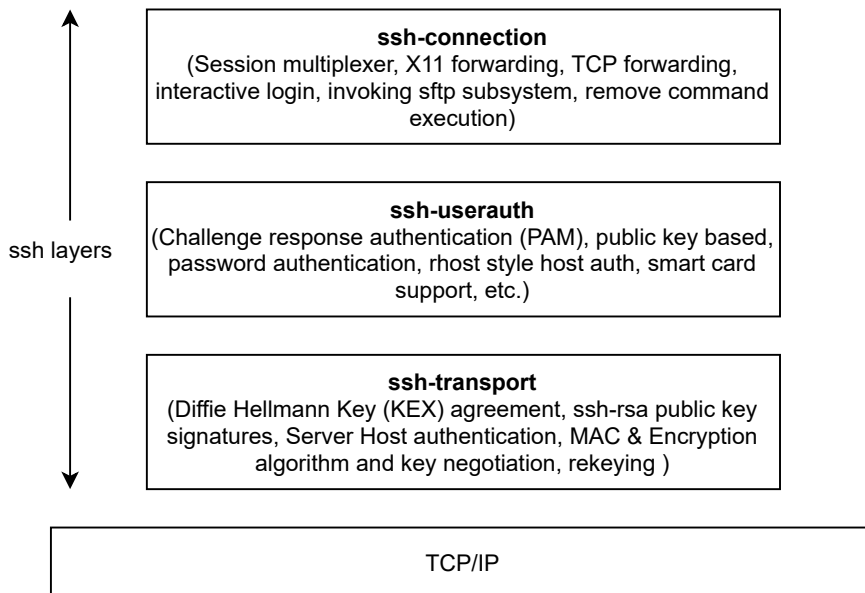 ssh-connection
(Session multiplexer, X11 forwarding, TCP forwarding,
interactive login, invoking sftp subsystem, remove command
execution)
ssh-userauth
(Challenge response authentication (PAM), public key based,
password authentication, rhost style host auth, smart card
support, etc.)
ssh layers
ssh-transport
(Diffie Hellmann Key (KEX) agreement, ssh-rsa public key
signatures, Server Host authentication, MAC & Encryption
algorithm and key negotiation, rekeying )
TCP/IP